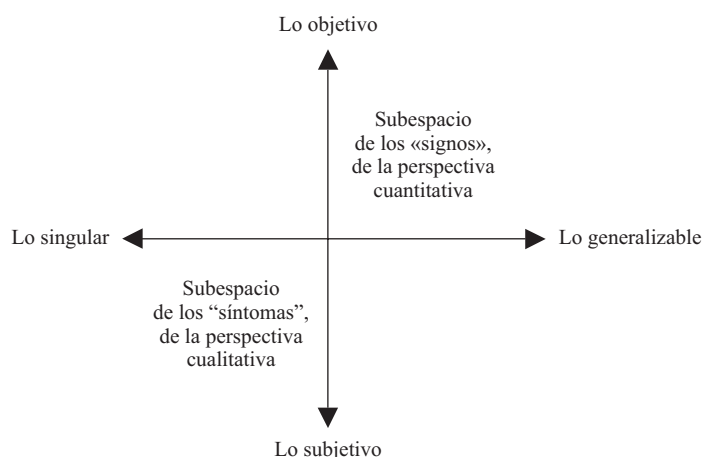 Lo objetivo
Subespacio
de los «signos»,
de la perspectiva
cuantitativa
Lo singular
Lo generalizable
Subespacio
de los “síntomas”,
de la perspectiva
cualitativa
Lo subjetivo